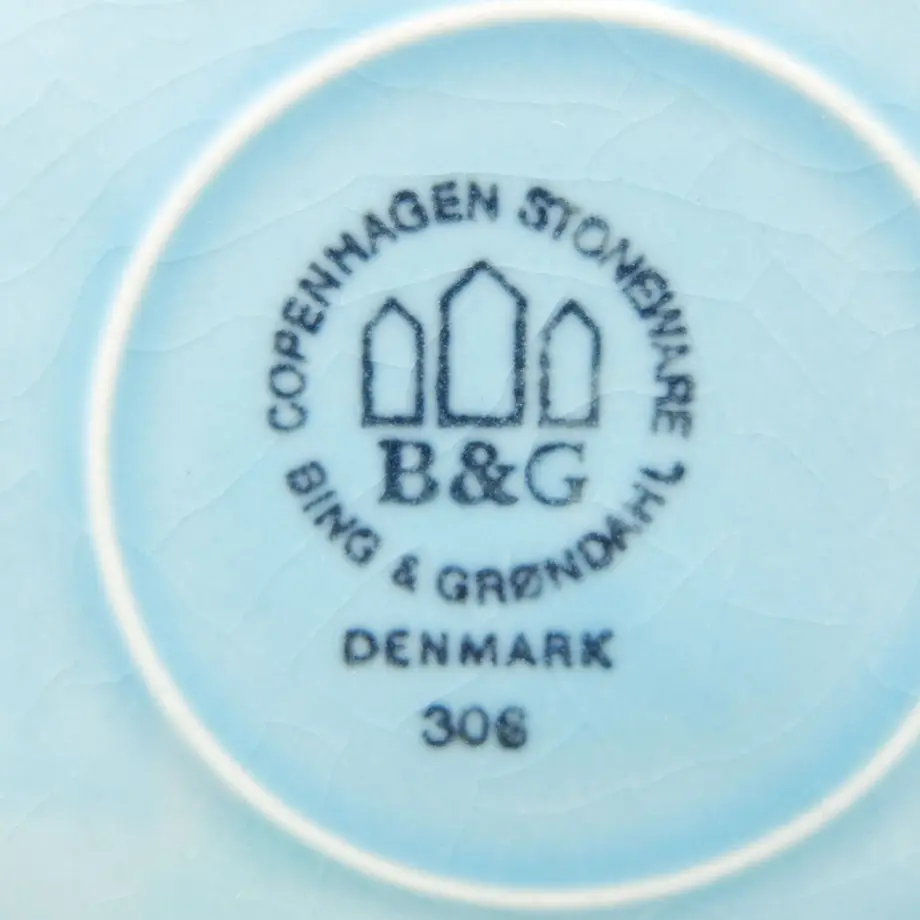 COPENHAGEN STONEWARE
B&G
BING & GRØNDAHL
DENMARK
306